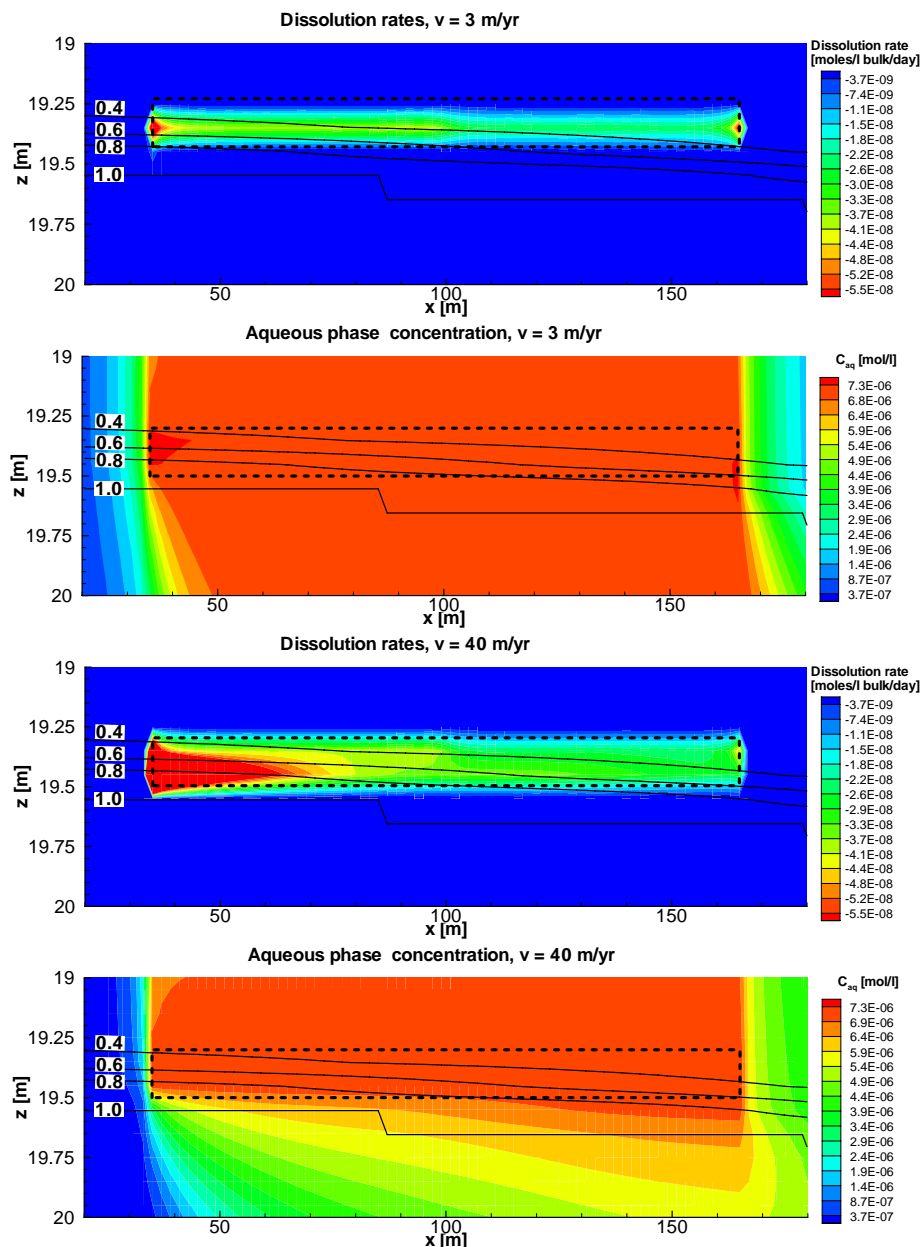 Dissolution rates, v = 3 m/yr
Dissolution rate
[moles/l bulk/day]
19
19.25
19.5
19.75
20
z [m]
0.4
0.6
0.8
1.0
50
100
150
x [m]
-3.7E-09
-7.4E-09
-1.1E-08
-1.5E-08
-1.8E-08
-2.2E-08
-2.6E-08
-3.0E-08
-3.3E-08
-3.7E-08
-4.1E-08
-4.4E-08
-4.8E-08
-5.2E-08
-5.5E-08
Aqueous phase concentration, v = 3 m/yr
Caq [mol/l]
19
19.25
19.5
19.75
20
z [m]
0.4
0.6
0.8
1.0
50
100
150
x [m]
7.3E-06
6.9E-06
6.4E-06
5.9E-06
5.4E-06
4.9E-06
4.4E-06
3.9E-06
3.4E-06
2.9E-06
2.4E-06
1.9E-06
1.4E-06
8.7E-07
3.7E-07
Dissolution rates, v = 40 m/yr
Dissolution rate
[moles/l bulk/day]
19
19.25
19.5
19.75
20
z [m]
0.4
0.6
0.8
1.0
50
100
150
x [m]
-3.7E-09
-7.4E-09
-1.1E-08
-1.5E-08
-1.8E-08
-2.2E-08
-2.6E-08
-2.9E-08
-3.3E-08
-3.7E-08
-4.1E-08
-4.4E-08
-4.8E-08
-5.2E-08
-5.5E-08
Aqueous phase concentration, v = 40 m/yr
Caq [mol/l]
19
19.25
19.5
19.75
20
z [m]
0.4
0.6
0.8
1.0
50
100
150
x [m]
7.3E-06
6.9E-06
6.4E-06
5.9E-06
5.4E-06
4.9E-06
4.4E-06
3.9E-06
3.4E-06
2.9E-06
2.4E-06
1.9E-06
1.4E-06
8.7E-07
3.7E-07